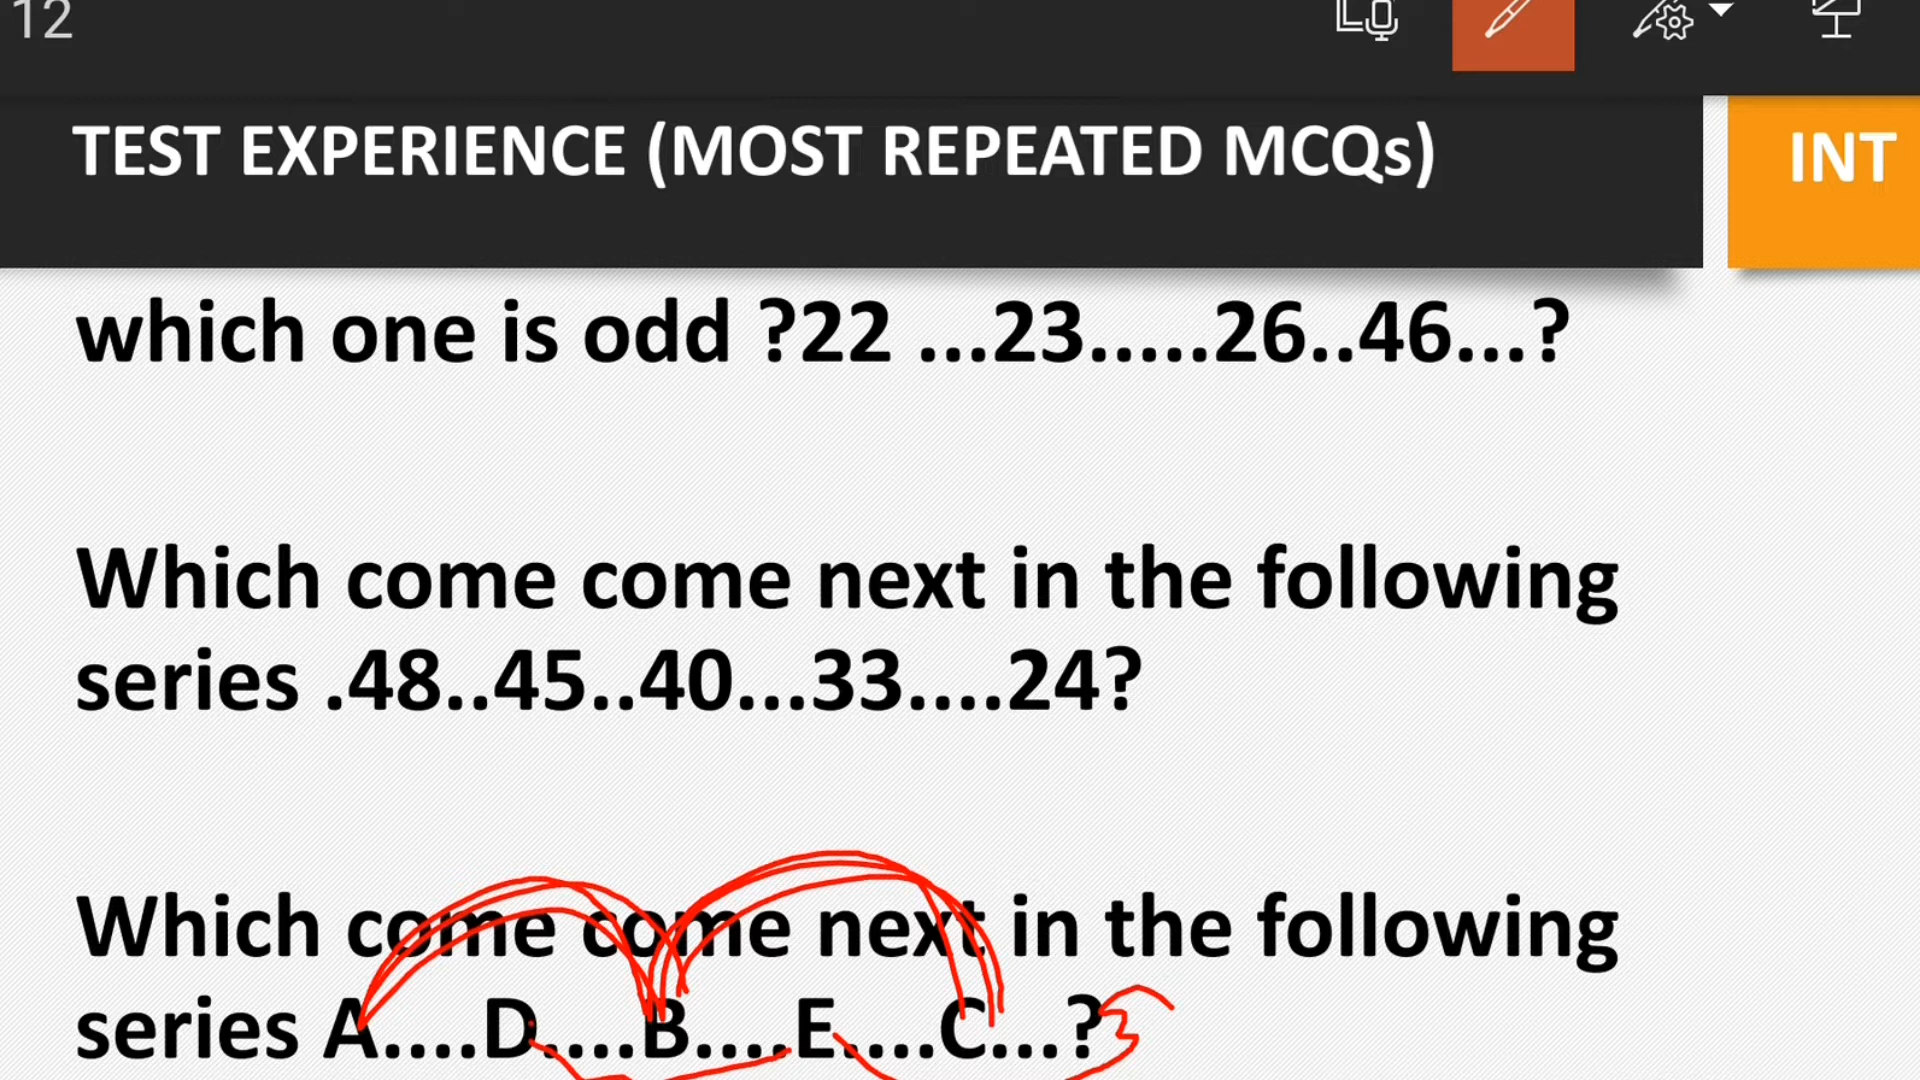 12
TEST EXPERIENCE (MOST REPEATED MCQs)
INT
which one is odd ?22 ...23.....26..46...?
Which come come next in the following
series .48..45..40...33....24?
Which come come next in the following
series A....D....B....E....C...?